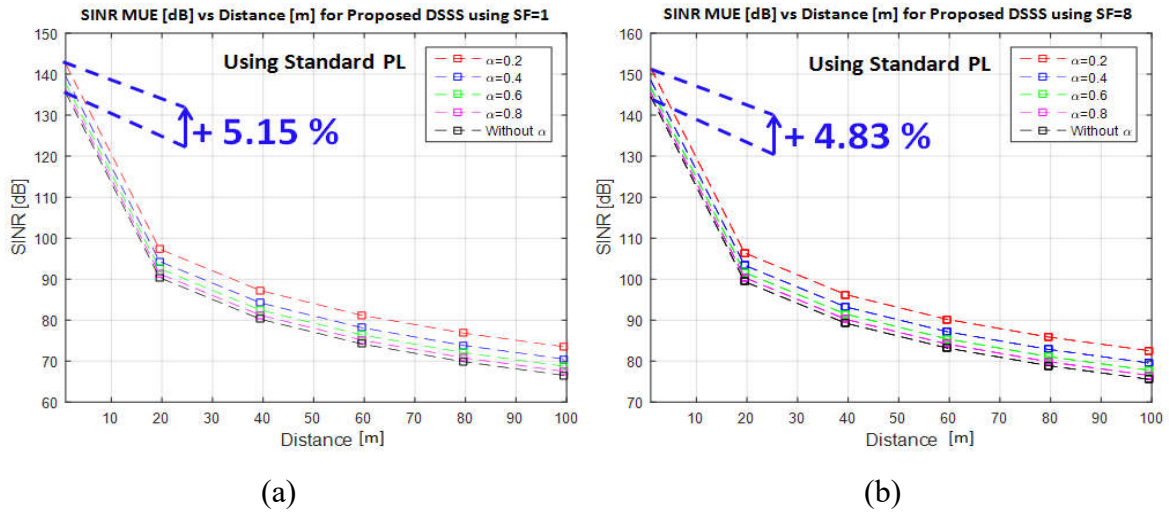 SINR MUE [dB] vs Distance [m] for Proposed DSSS using SF=1
150
140
130
120
110
100
90
80
70
60
SINR [dB]
Using Standard PL
+ 5.15 %
α=0.2
α=0.4
α=0.6
α=0.8
Without α
10 20 30 40 50 60 70 80 90 100
Distance [m]
(a)
SINR MUE [dB] vs Distance [m] for Proposed DSSS using SF=8
160
150
140
130
120
110
100
90
80
70
SINR [dB]
Using Standard PL
+ 4.83 %
α=0.2
α=0.4
α=0.6
α=0.8
Without α
10 20 30 40 50 60 70 80 90 100
Distance [m]
(b)